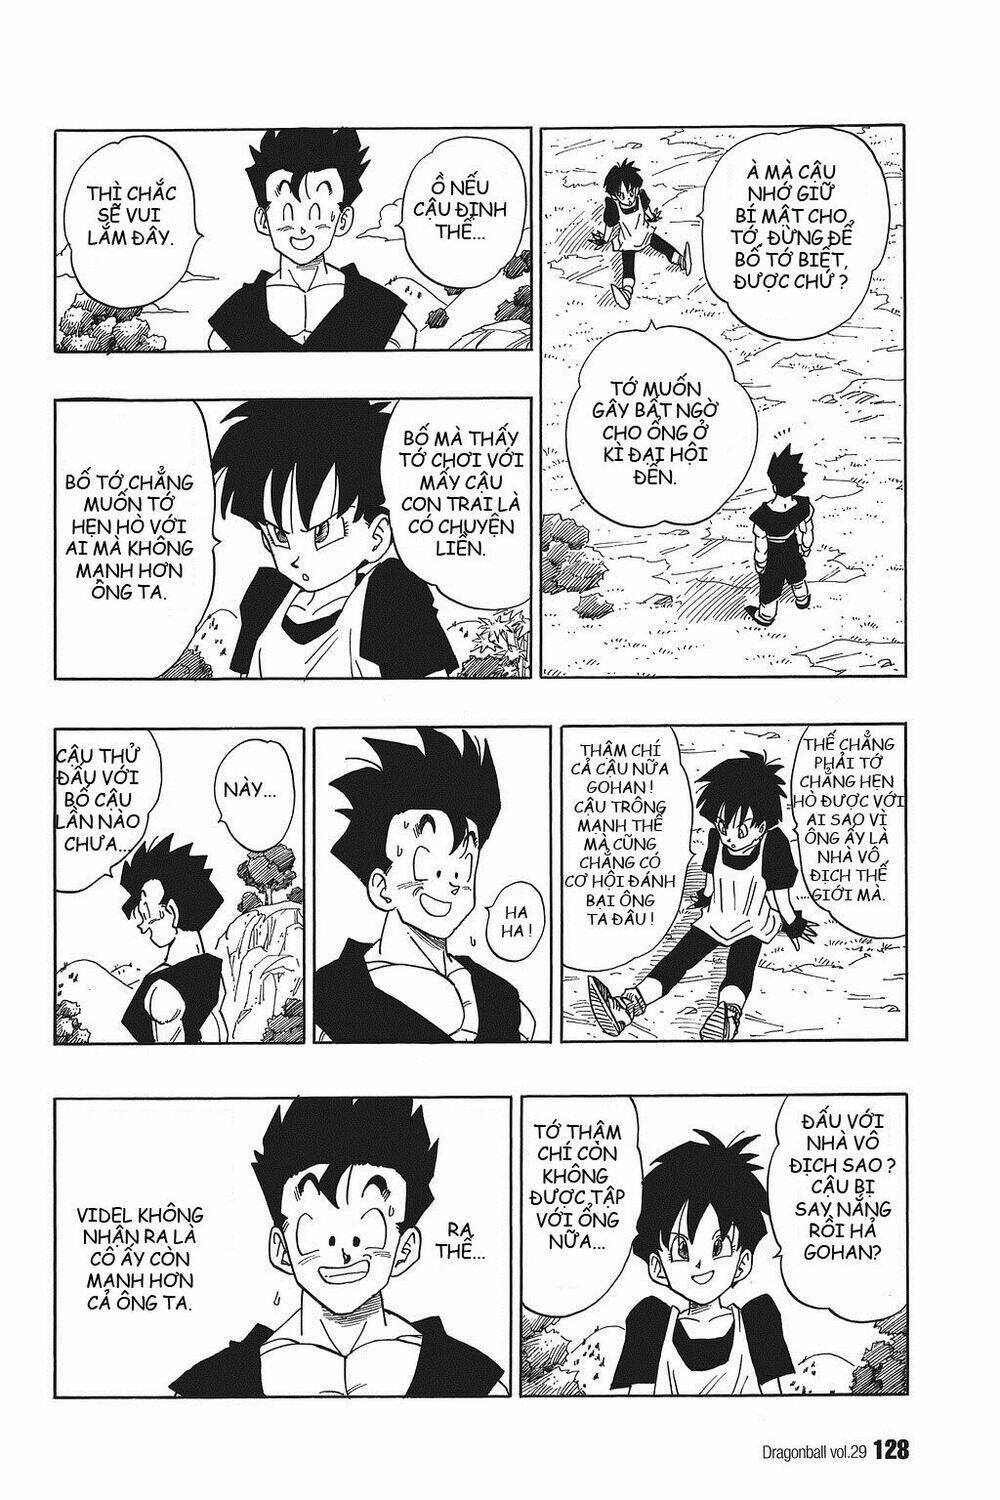 À MÀ CẬU
NHỚ GIỮ
BÍ MẬT CHO
TỚ, ĐỪNG ĐỂ
BỐ TỚ BIẾT,
ĐƯỢC CHỨ ?
TỚ MUỐN
GÂY BẤT NGỜ
CHO ỔNG Ở
KÌ ĐẠI HỘI
ĐẾN.
Ồ NẾU
CẬU ĐỊNH
THẾ...
THÌ CHẮC
SẼ VUI
LẮM ĐÂY.
BỐ MÀ THẤY
TỚ CHƠI VỚI
MẤY CẬU
CON TRAI LÀ
CÓ CHUYỆN
LIỀN.
BỐ TỚ CHẲNG
MUỐN TỚ
HẸN HÒ VỚI
AI MÀ KHÔNG
MẠNH HƠN
ÔNG TA.
THẾ CHẲNG
PHẢI TỚ
CHẲNG HẸN
HÒ ĐƯỢC VỚI
AI SAO VÌ
ÔNG ẤY LÀ
NHÀ VÔ
ĐỊCH THẾ
GIỚI MÀ.
THẬM CHÍ
CẢ CẬU NỮA
GOHAN !
CẬU TRÔNG
MẠNH THẾ
MÀ CŨNG
CHẲNG CÓ
CƠ HỘI ĐÁNH
BẠI ÔNG
TA ĐÂU !
HA
HA !
NÀY...
CẬU THỬ
ĐẤU VỚI
BỐ CẬU
LẦN NÀO
CHƯA...
ĐẤU VỚI
NHÀ VÔ
ĐỊCH SAO ?
CẬU BỊ
SAY NẮNG
RỒI HẢ
GOHAN?
TỚ THẬM
CHÍ CÒN
KHÔNG
ĐƯỢC TẬP
VỚI ỔNG
NỮA...
RA
THẾ...
VIDEL KHÔNG
NHẬN RA LÀ
CÔ ẤY CÒN
MẠNH HƠN
CẢ ÔNG TA.
Dragonball vol.29 128